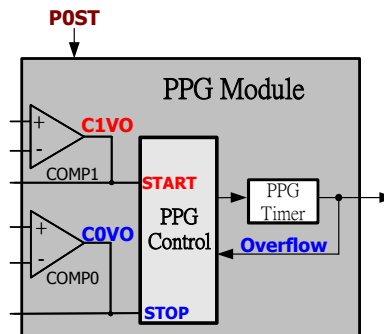 P0ST
PPG Module
+
C1VO
-
COMP1
START
PPG
Timer
PPG
Control
+
C0VO
-
Overflow
COMP0
STOP